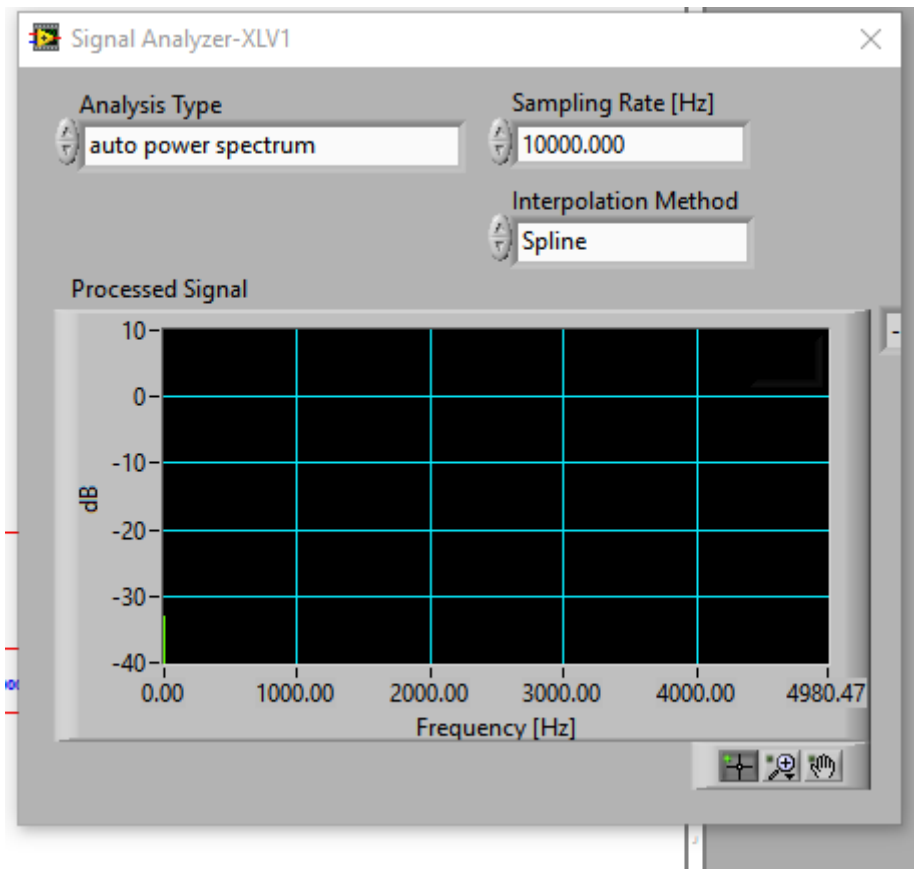 Signal Analyzer-XLV1
Analysis Type
Sampling Rate [Hz]
auto power spectrum
10000.000
Interpolation Method
Spline
Processed Signal
10
0
-10
-20
-30
-40
dB
0.00 1000.00 2000.00 3000.00 4000.00 4980.47
Frequency [Hz]